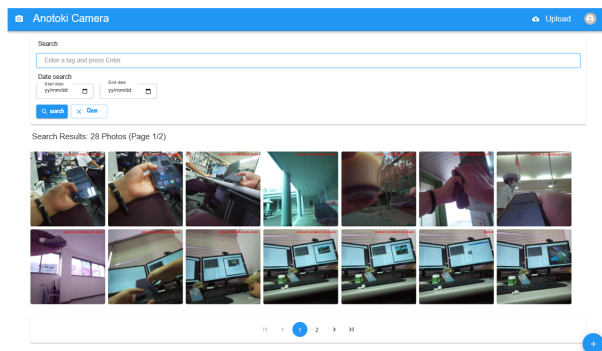 Anotoki Camera
Upload
Search
Enter a tag and press Enter
Date search
Start date
End date
yy/mm/dd
yy/mm/dd
search
Clear
Search Results: 28 Photos (Page 1/2)
1
2